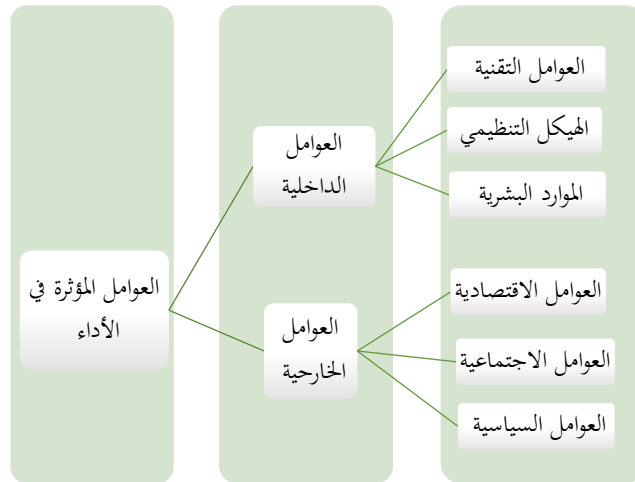 العوامل المؤثرة في
الأداء
العوامل
الداخلية
العوامل
الخارجية
العوامل التقنية
الهيكل التنظيمي
الموارد البشرية
العوامل الاقتصادية
العوامل الاجتماعية
العوامل السياسية